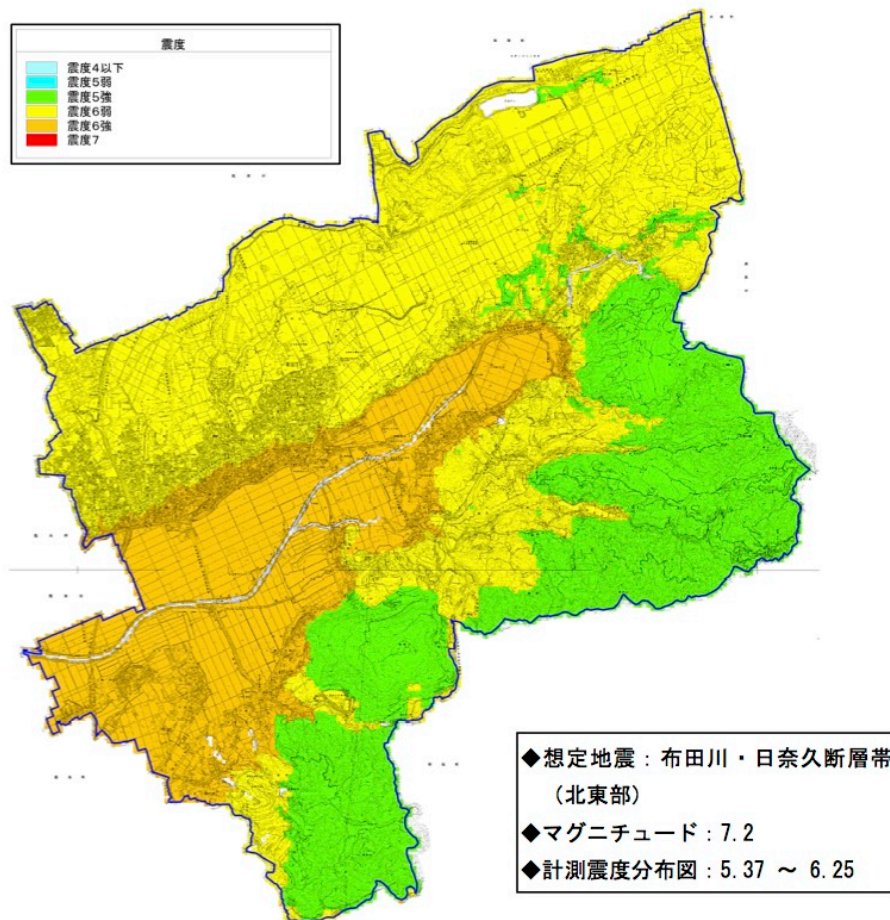 震度
震度4以下
震度5弱
震度5強
震度6弱
震度6強
震度7
◆想定地震：布田川・日奈久断層帯
（北東部）
◆マグニチュード：7.2
◆計測震度分布図：5.37 ～ 6.25